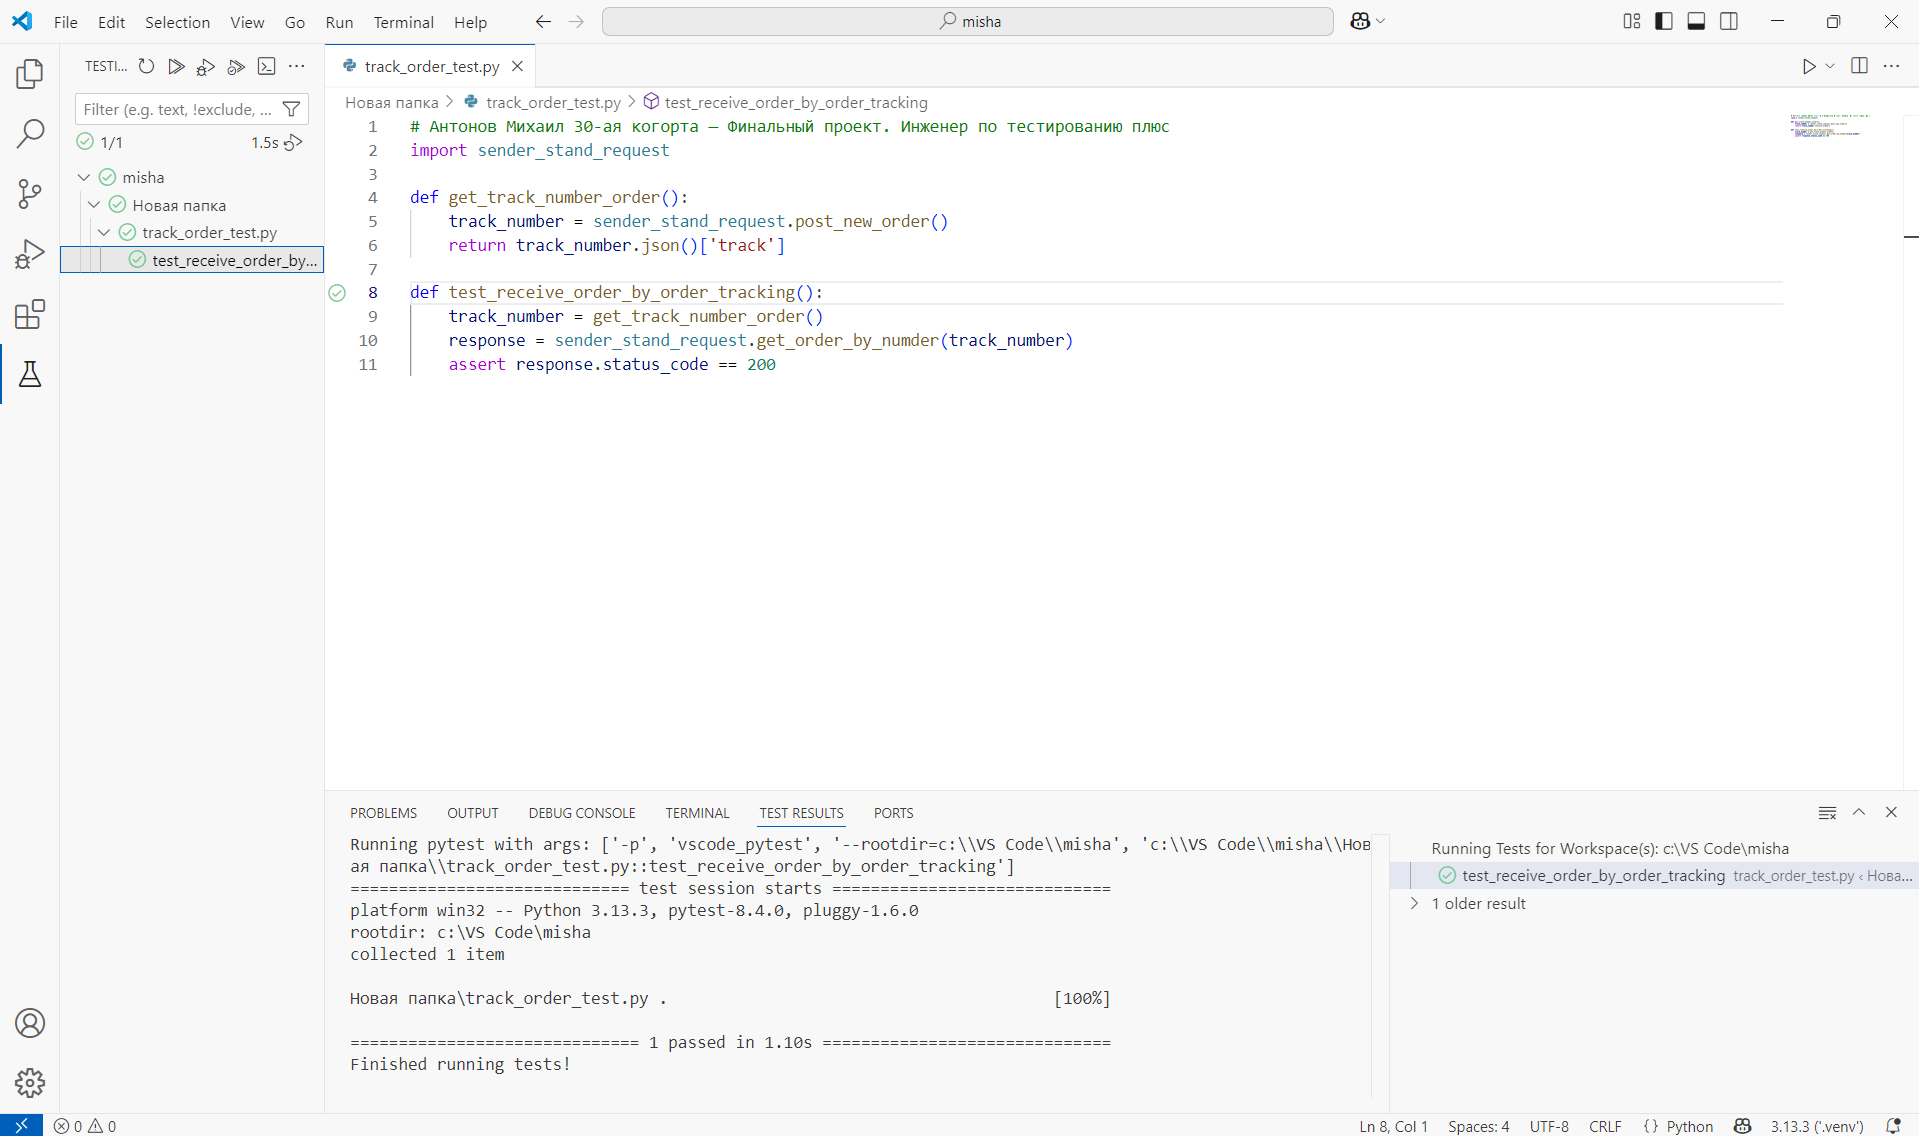 File Edit Selection View Go Run Terminal Help
misha
TESTI...
Filter (e.g. text, !exclude, ...
1/1 1.5s
misha
Новая папка
track_order_test.py
test_receive_order_by...
track_order_test.py
Новая папка > track_order_test.py > test_receive_order_by_order_tracking
1 # Антонов Михаил 30-ая когорта — Финальный проект. Инженер по тестированию плюс
2 import sender_stand_request
3
4 def get_track_number_order():
5     track_number = sender_stand_request.post_new_order()
6     return track_number.json()['track']
7
8 def test_receive_order_by_order_tracking():
9     track_number = get_track_number_order()
10     response = sender_stand_request.get_order_by_numder(track_number)
11     assert response.status_code == 200
PROBLEMS OUTPUT DEBUG CONSOLE TERMINAL TEST RESULTS PORTS
Running pytest with args: ['-p', 'vscode_pytest', '--rootdir=c:\\VS Code\\misha', 'c:\\VS Code\\misha\\Нов
ая папка\\track_order_test.py::test_receive_order_by_order_tracking']
============================= test session starts =============================
platform win32 -- Python 3.13.3, pytest-8.4.0, pluggy-1.6.0
rootdir: c:\VS Code\misha
collected 1 item
Новая папка\track_order_test.py . [100%]
============================== 1 passed in 1.10s ==============================
Finished running tests!
Running Tests for Workspace(s): c:\VS Code\misha
test_receive_order_by_order_tracking track_order_test.py ‹ Нова...
1 older result
0 0 Ln 8, Col 1 Spaces: 4 UTF-8 CRLF {} Python 3.13.3 ('.venv')